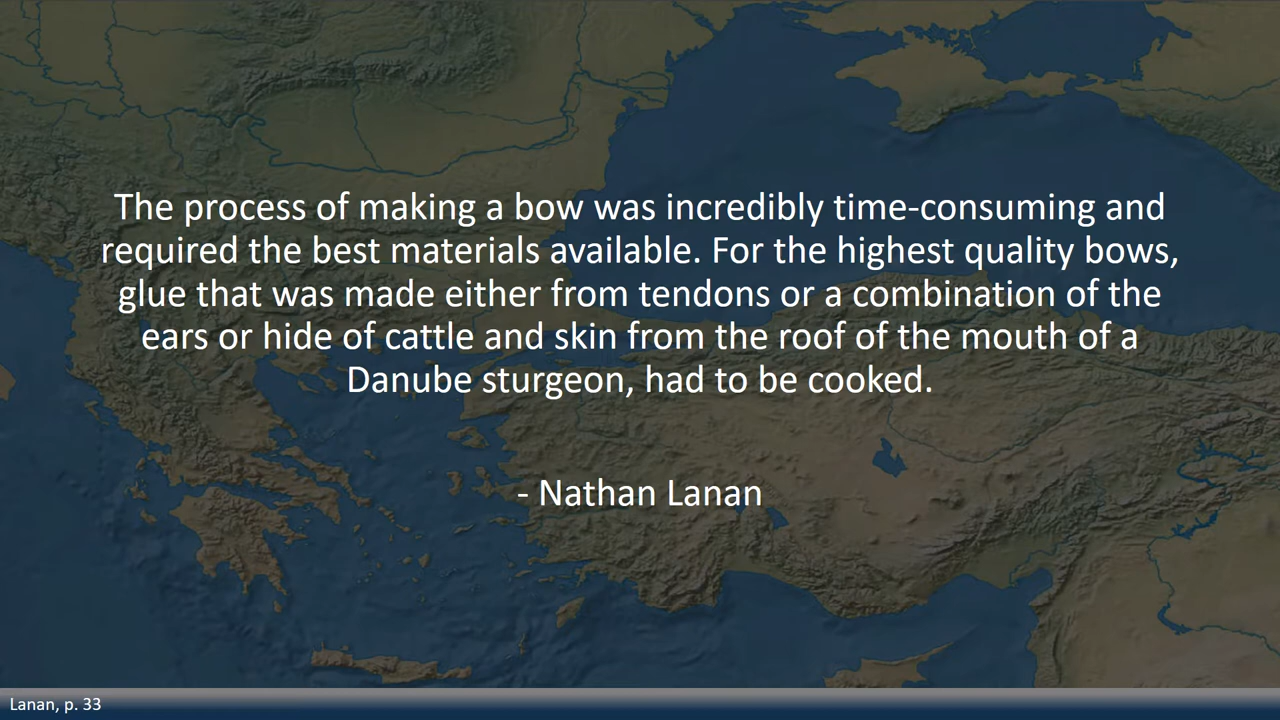 The process of making a bow was incredibly time-consuming and
required the best materials available. For the highest quality bows,
glue that was made either from tendons or a combination of the
ears or hide of cattle and skin from the roof of the mouth of a
Danube sturgeon, had to be cooked.
- Nathan Lanan
Lanan, p. 33